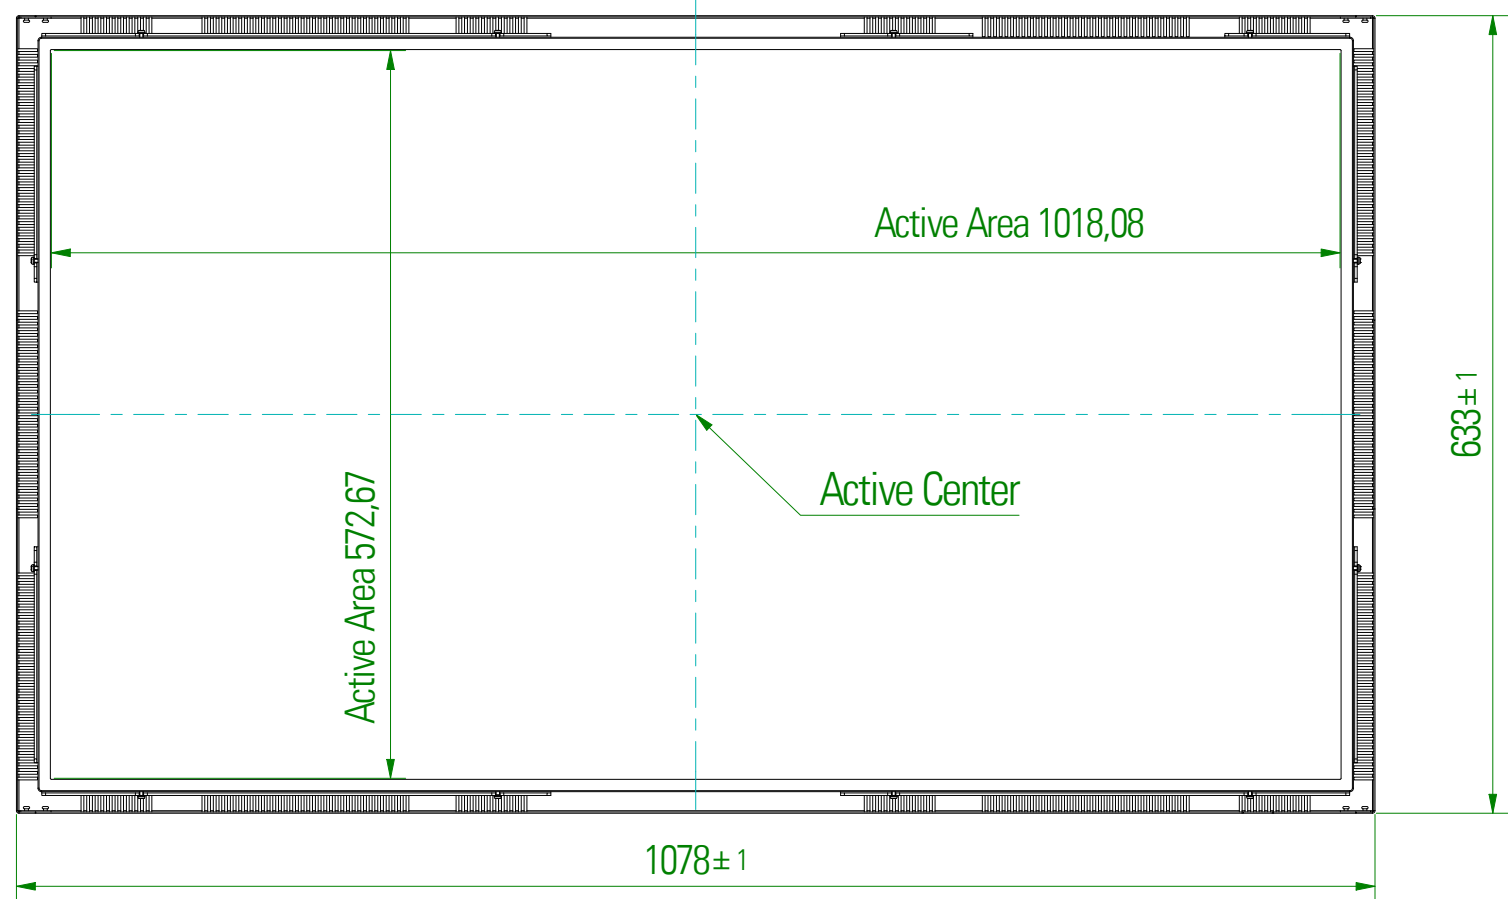 Active Area 1018,08
633± 1
Active Center
Active Area 572,67
1078± 1